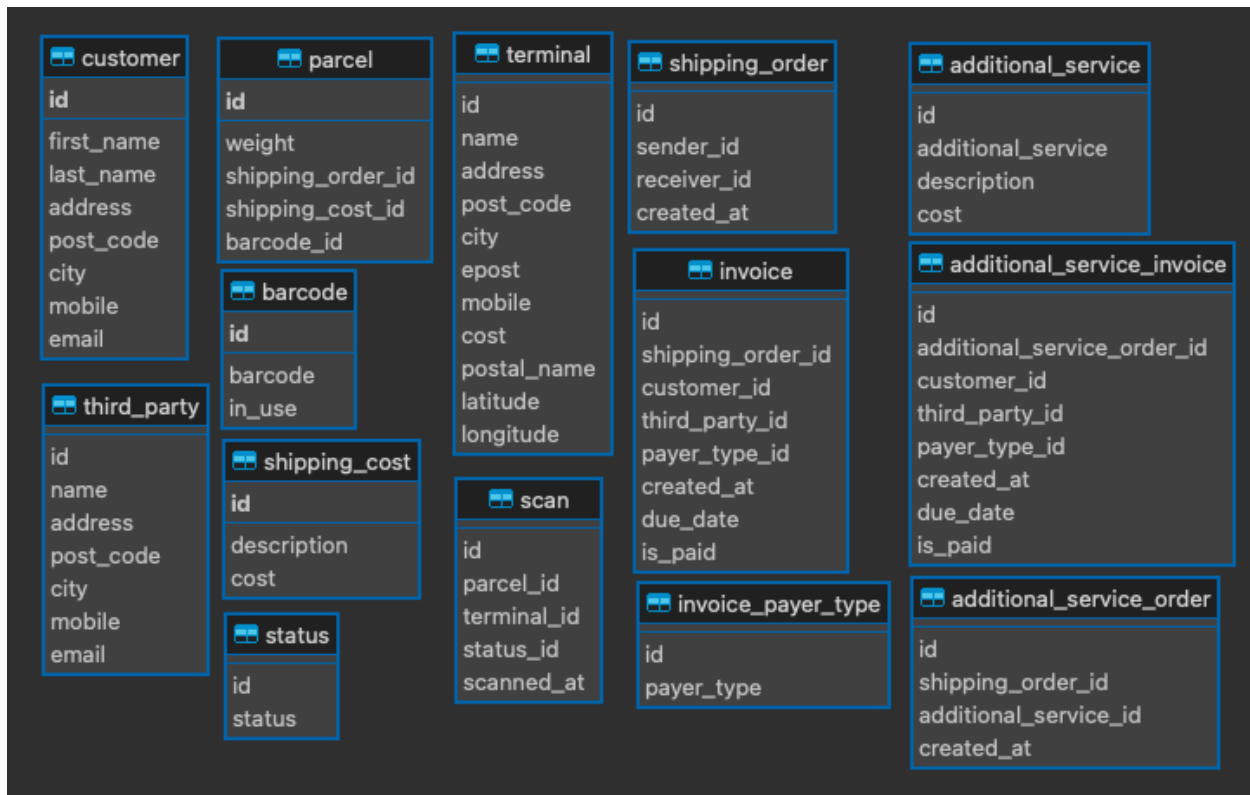 customer
id
first_name
last_name
address
post_code
city
mobile
email
third_party
id
name
address
post_code
city
mobile
email
parcel
id
weight
shipping_order_id
shipping_cost_id
barcode_id
barcode
id
barcode
in_use
shipping_cost
id
description
cost
status
id
status
terminal
id
name
address
post_code
city
epost
mobile
cost
postal_name
latitude
longitude
scan
id
parcel_id
terminal_id
status_id
scanned_at
shipping_order
id
sender_id
receiver_id
created_at
invoice
id
shipping_order_id
customer_id
third_party_id
payer_type_id
created_at
due_date
is_paid
invoice_payer_type
id
payer_type
additional_service
id
additional_service
description
cost
additional_service_invoice
id
additional_service_order_id
customer_id
third_party_id
payer_type_id
created_at
due_date
is_paid
additional_service_order
id
shipping_order_id
additional_service_id
created_at